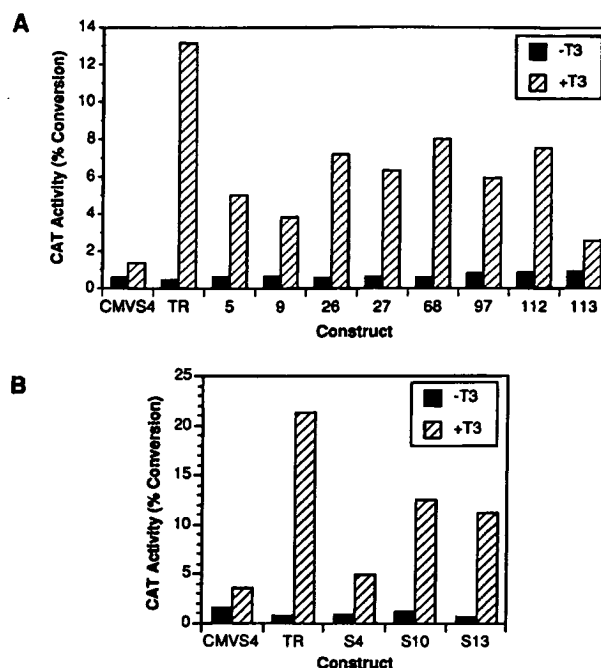 A
14
12
10
8
6
4
2
0
CAT Activity (% Conversion)
-T3
+T3
CMVS4 TR 5 9 26 27 68 97 112 113
Construct
B
25
20
15
10
5
0
CAT Activity (% Conversion)
-T3
+T3
CMVS4 TR S4 S10 S13
Construct